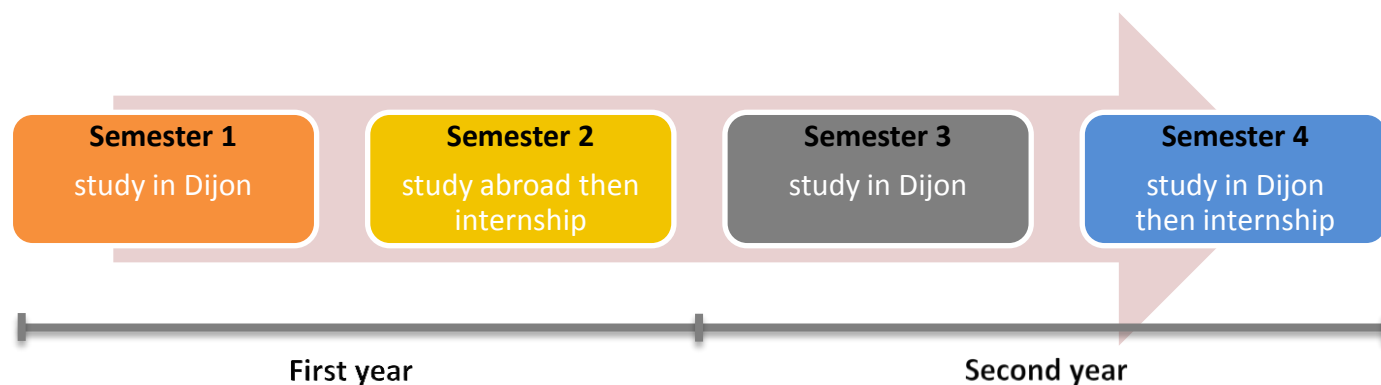 Semester 1
study in Dijon
Semester 2
study abroad then
internship
Semester 3
study in Dijon
Semester 4
study in Dijon
then internship
First year
Second year